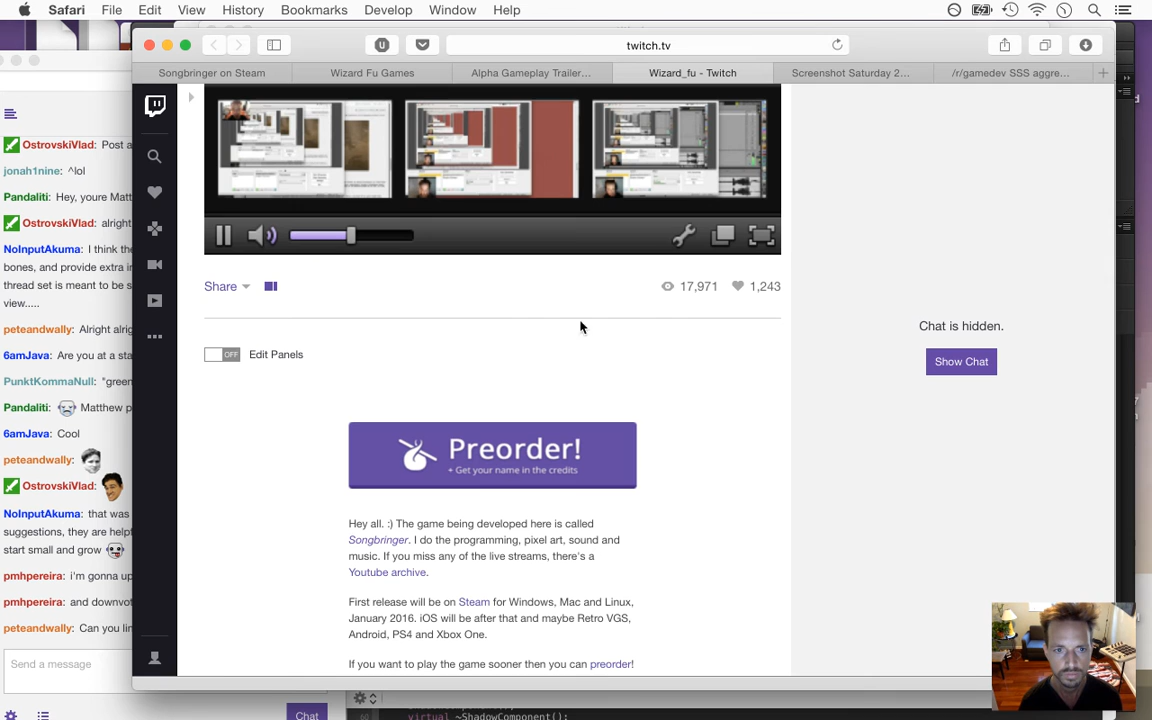 Safari File Edit View History Bookmarks Develop Window Help
twitch.tv
Songbringer on Steam Wizard Fu Games Alpha Gameplay Trailer... Wizard_fu - Twitch Screenshot Saturday 2... /r/gamedev SSS aggre...
OstrovskiVlad: Post a
jonah1nine: ^lol
Pandaliti: Hey, youre Matt
OstrovskiVlad: alright
NoInputAkuma: I think the
bones, and provide extra in
thread set is meant to be s
view.....
peteandwally: Alright alrig
6amJava: Are you at a sta
PunktKommaNull: "green
Pandaliti: Matthew p
6amJava: Cool
peteandwally:
OstrovskiVlad:
NoInputAkuma: that was
suggestions, they are help
start small and grow
pmhpereira: i'm gonna up
pmhpereira: and downvot
peteandwally: Can you lin
Send a message
Chat
Share
17,971 1,243
OFF Edit Panels
Preorder!
+ Get your name in the credits
Hey all. :) The game being developed here is called
Songbringer. I do the programming, pixel art, sound and
music. If you miss any of the live streams, there's a
Youtube archive.
First release will be on Steam for Windows, Mac and Linux,
January 2016. iOS will be after that and maybe Retro VGS,
Android, PS4 and Xbox One.
If you want to play the game sooner then you can preorder!
Chat is hidden.
Show Chat
virtual ~ShadowComponent();